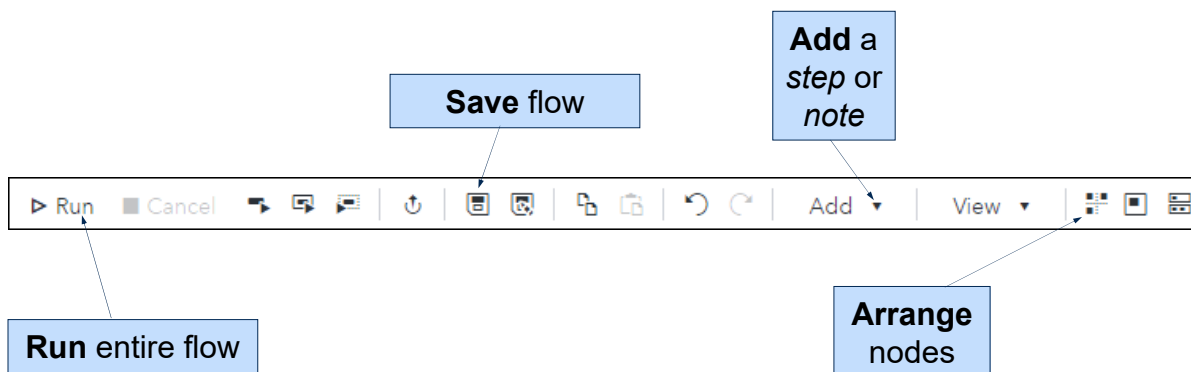 Add a
step or
note
Save flow
Run Cancel Add View
Run entire flow
Arrange
nodes